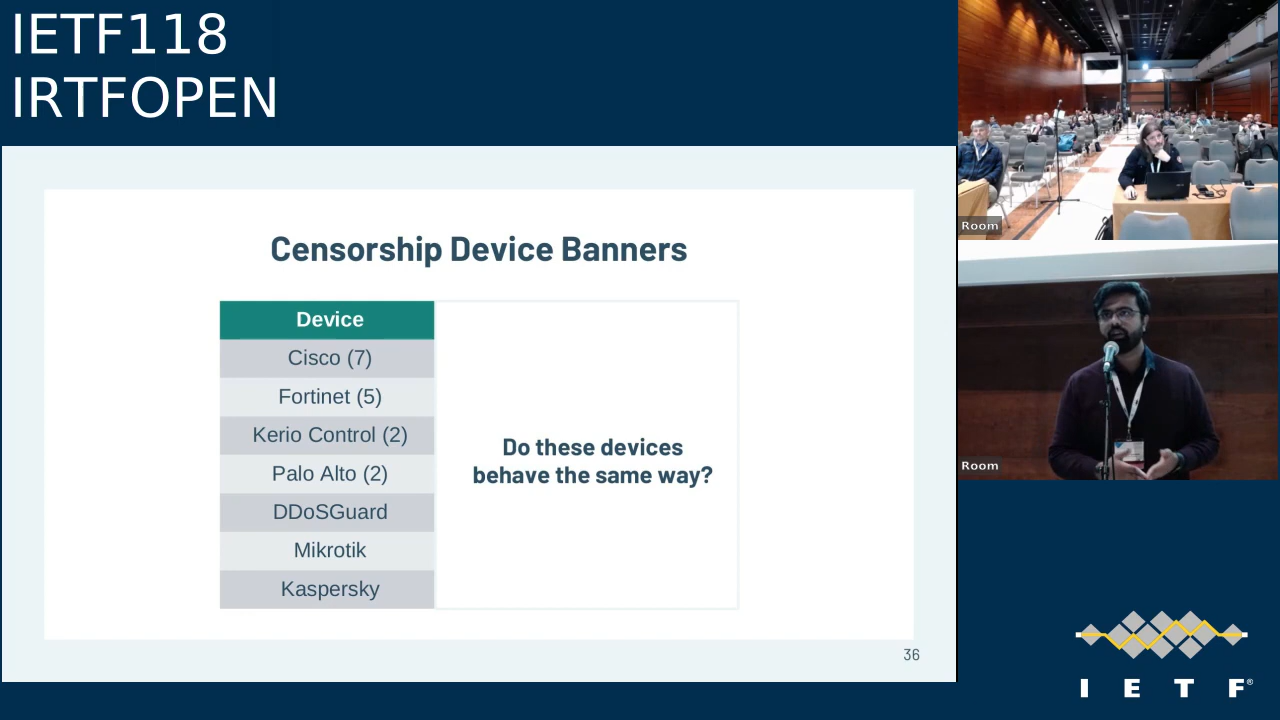 IETF118
IRTFOPEN
Censorship Device Banners
Device
Cisco (7)
Fortinet (5)
Kerio Control (2)
Palo Alto (2)
DDoSGuard
Mikrotik
Kaspersky
Do these devices
behave the same way?
36
Room
Room
I E T F®